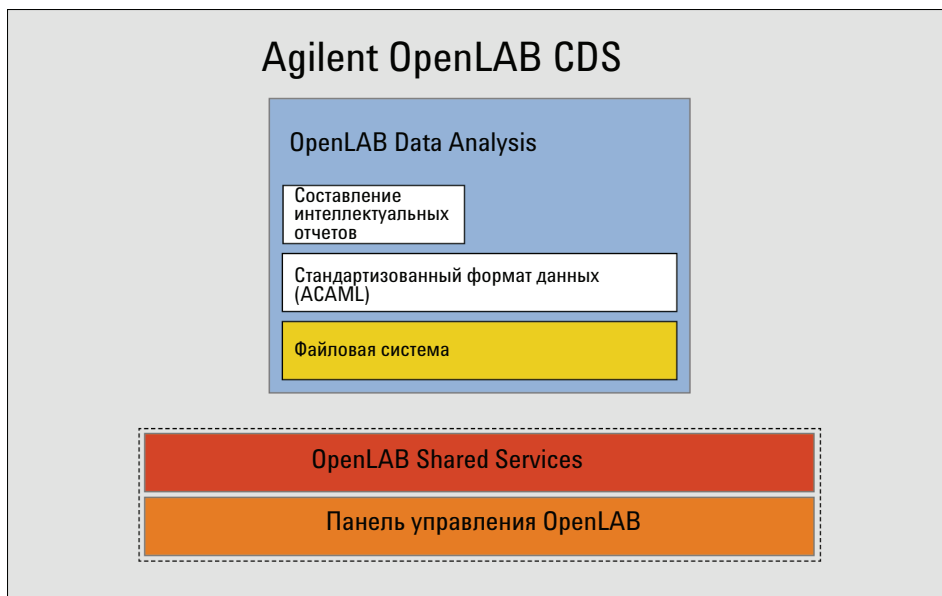 Agilent OpenLAB CDS
OpenLAB Data Analysis
Составление
интеллектуальных
отчетов
Стандартизованный формат данных
(ACAML)
Файловая система
OpenLAB Shared Services
Панель управления OpenLAB